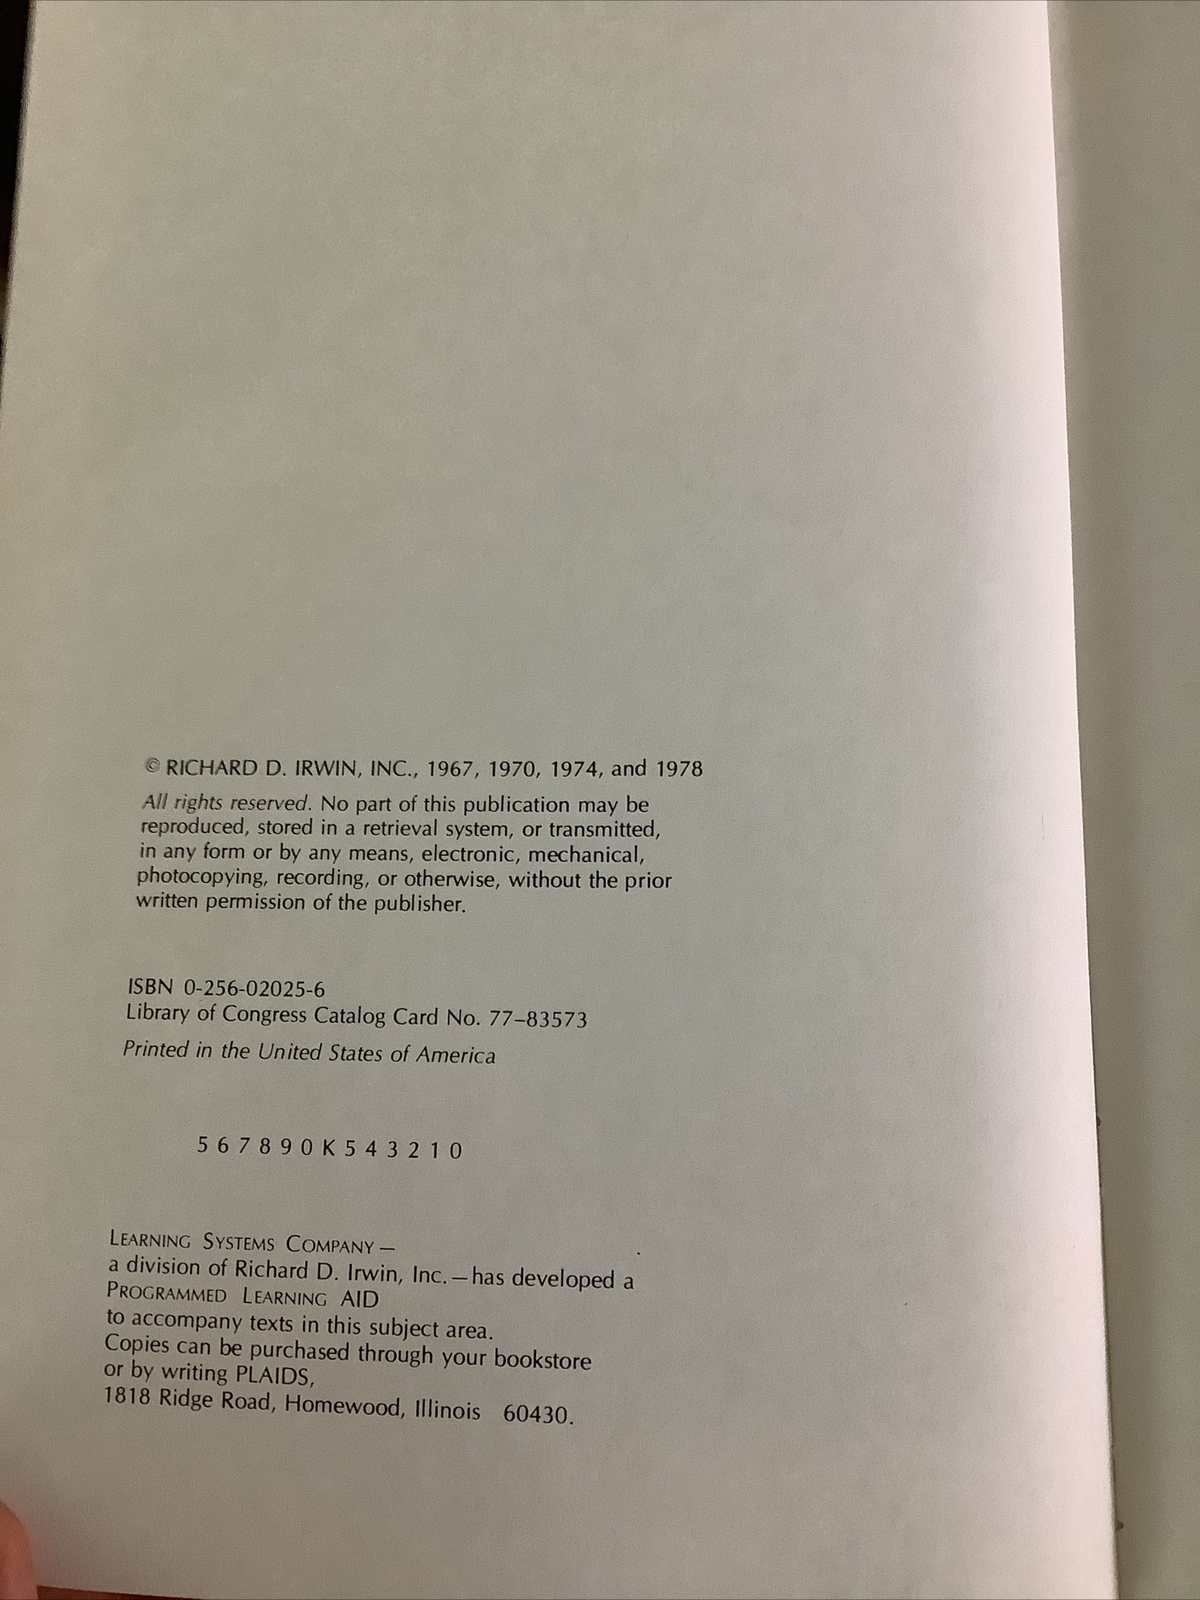 © RICHARD D. IRWIN, INC., 1967, 1970, 1974, and 1978
All rights reserved. No part of this publication may be
reproduced, stored in a retrieval system, or transmitted,
in any form or by any means, electronic, mechanical,
photocopying, recording, or otherwise, without the prior
written permission of the publisher.
ISBN 0-256-02025-6
Library of Congress Catalog Card No. 77–83573
Printed in the United States of America
5 6 7 8 9 0 K 5 4 3 2 1 0
LEARNING SYSTEMS COMPANY—
a division of Richard D. Irwin, Inc.—has developed a
PROGRAMMED LEARNING AID
to accompany texts in this subject area.
Copies can be purchased through your bookstore
or by writing PLAIDS,
1818 Ridge Road, Homewood, Illinois 60430.